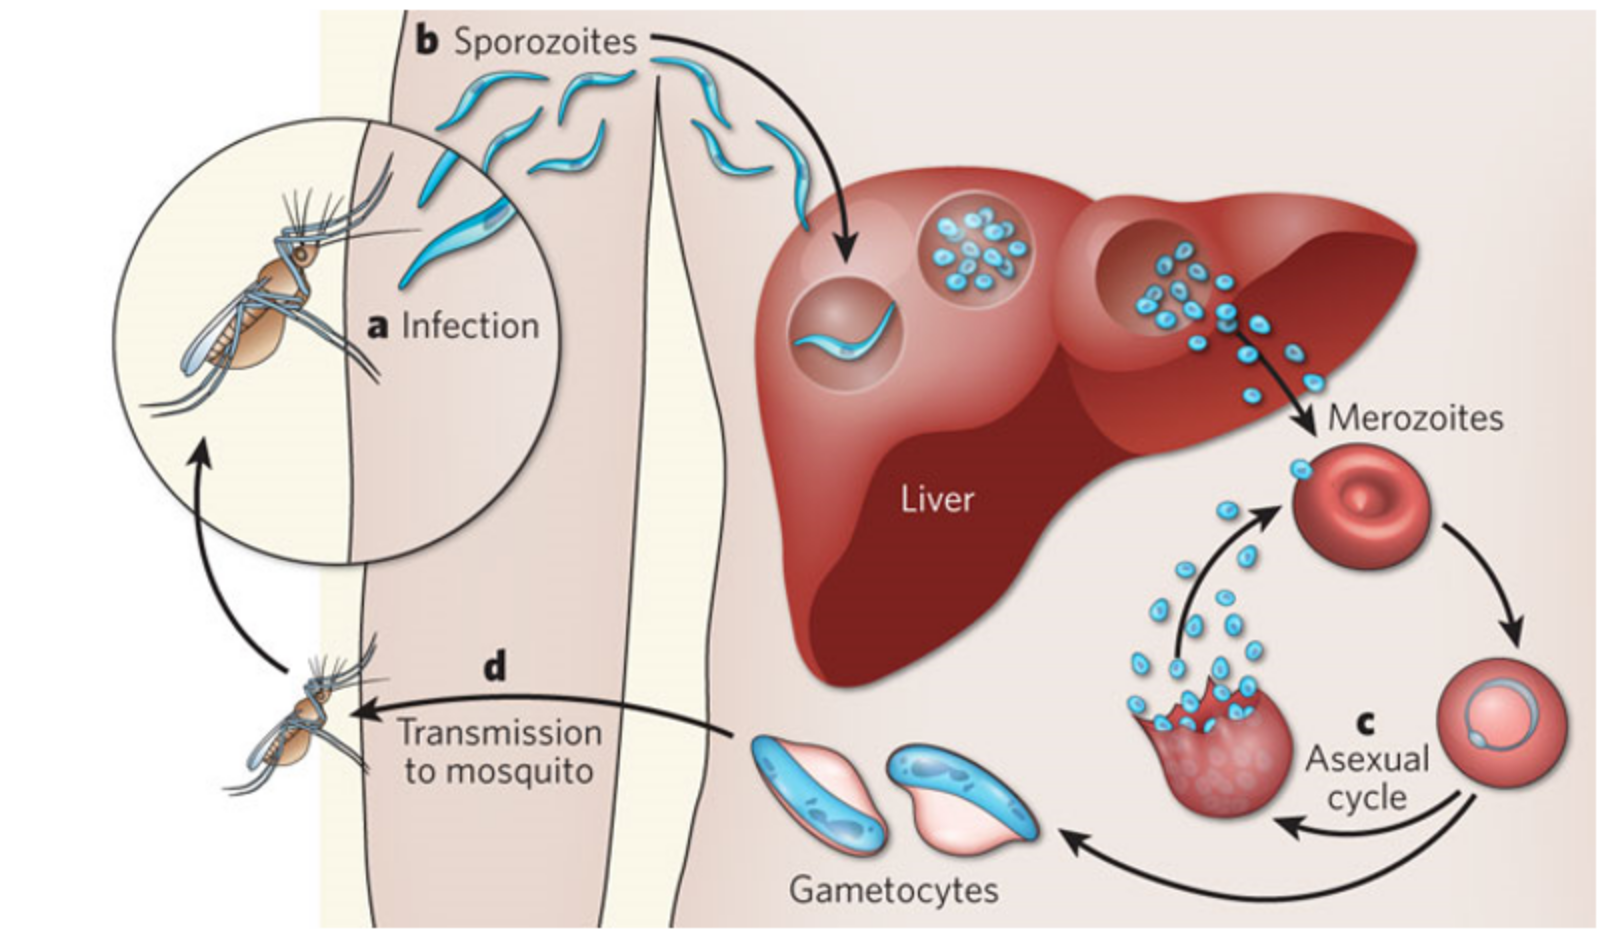 b Sporozoites
a Infection
Liver
Merozoites
c
Asexual
cycle
d
Transmission
to mosquito
Gametocytes